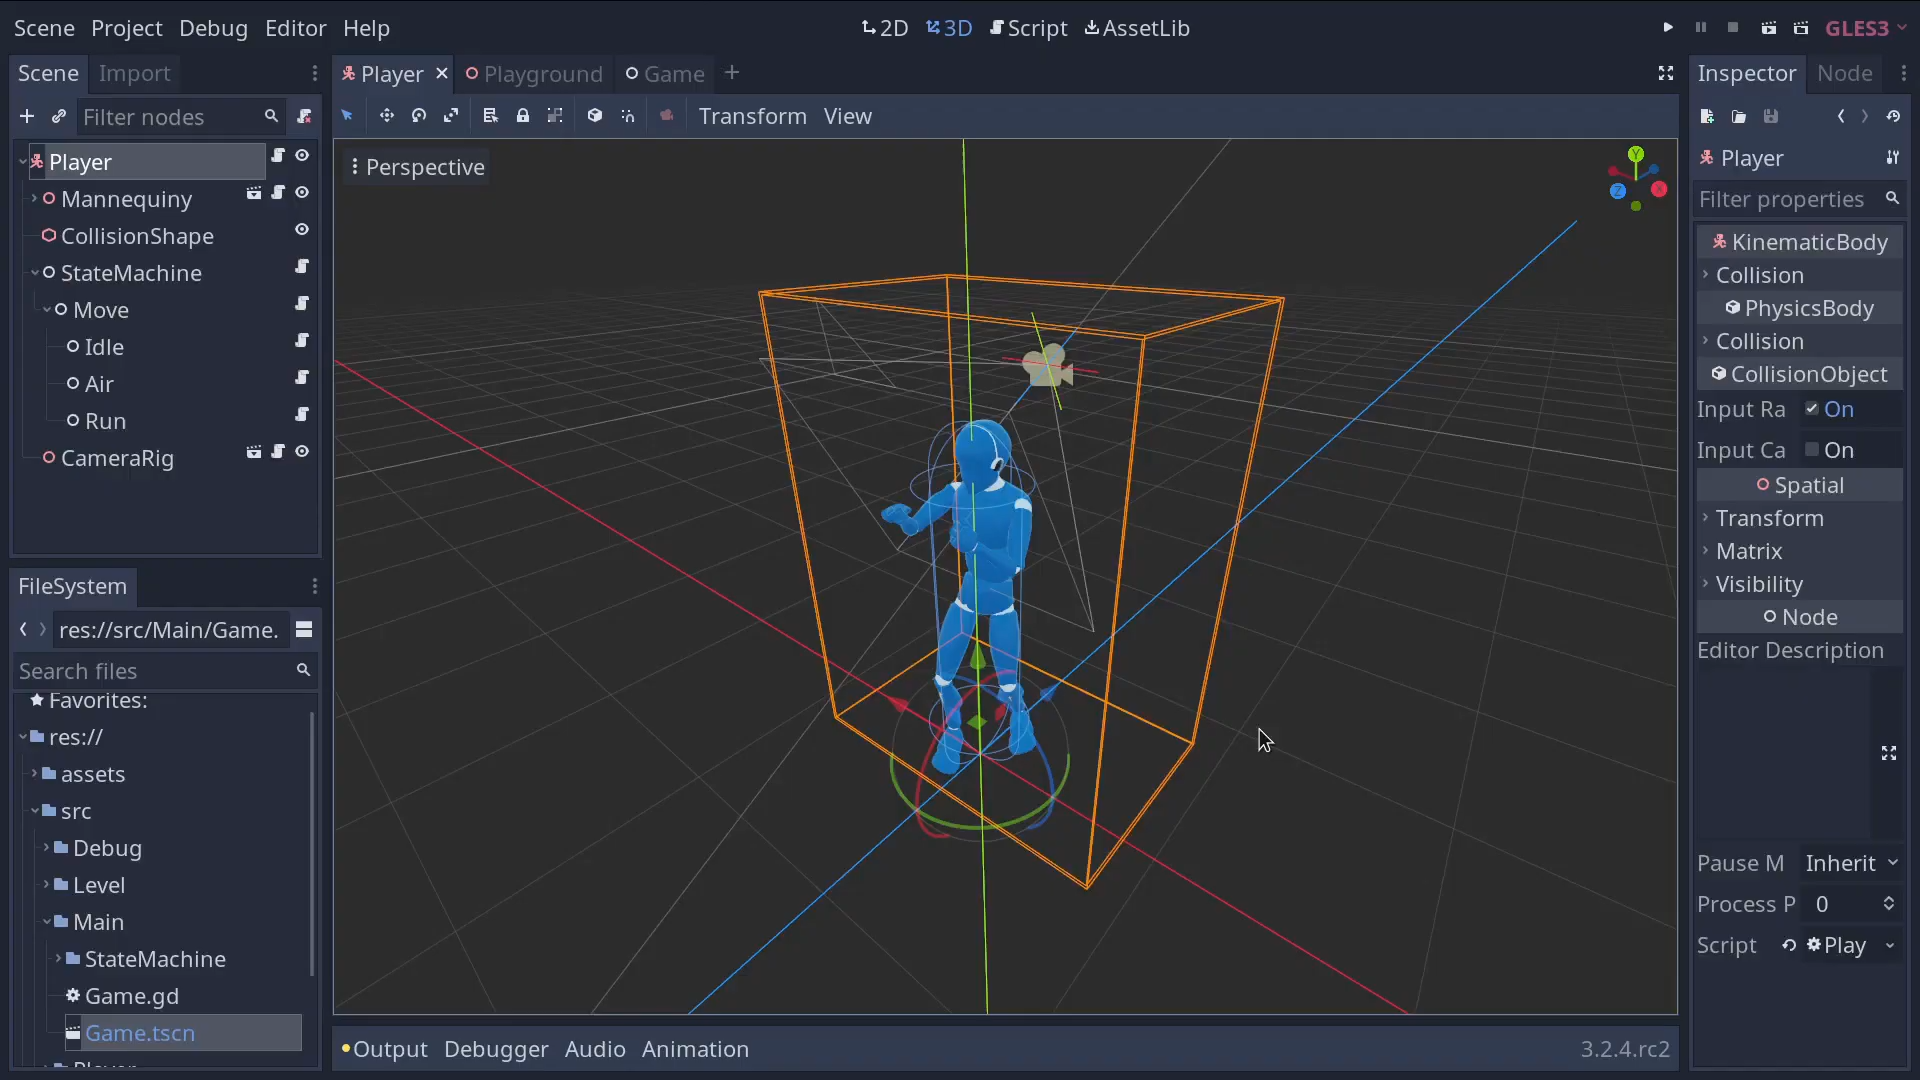 Scene Project Debug Editor Help
2D 3D Script AssetLib
GLES3
Scene Import
Filter nodes
Player
Mannequiny
CollisionShape
StateMachine
Move
Idle
Air
Run
CameraRig
FileSystem
res://src/Main/Game.
Search files
Favorites:
res://
assets
src
Debug
Level
Main
StateMachine
Game.gd
Game.tscn
Player Playground Game
Transform View
Perspective
Y
Z
X
Output Debugger Audio Animation
3.2.4.rc2
Inspector Node
Player
Filter properties
KinematicBody
Collision
PhysicsBody
Collision
CollisionObject
Input Ra On
Input Ca On
Spatial
Transform
Matrix
Visibility
Node
Editor Description
Pause M Inherit
Process P 0
Script Play